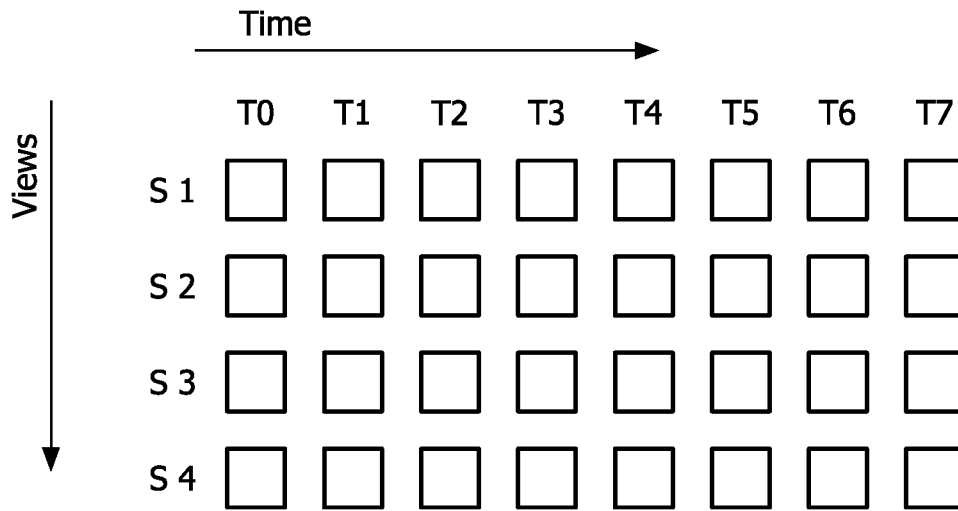 Time
T0 T1 T2 T3 T4 T5 T6 T7
Views
S 1
S 2
S 3
S 4